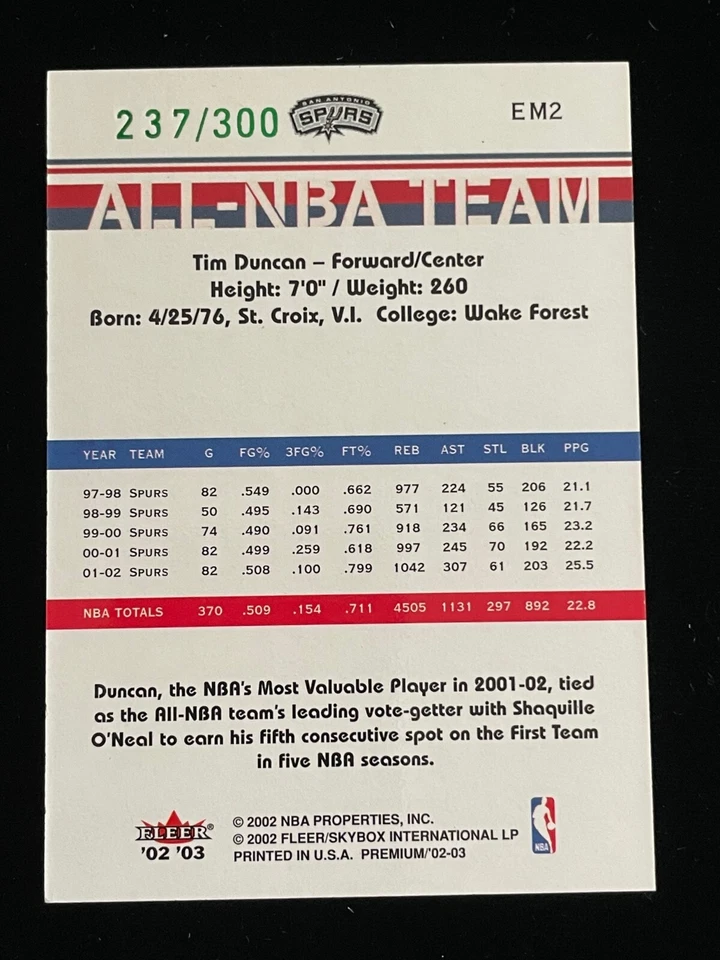 237/300
SAN ANTONIO
SPURS
EM2
ALL-NBA TEAM
Tim Duncan – Forward/Center
Height: 7'0" / Weight: 260
Born: 4/25/76, St. Croix, V.I. College: Wake Forest
YEAR TEAM G FG% 3FG% FT% REB AST STL BLK PPG
97-98 SPURS 82 .549 .000 .662 977 224 55 206 21.1
98-99 SPURS 50 .495 .143 .690 571 121 45 126 21.7
99-00 SPURS 74 .490 .091 .761 918 234 66 165 23.2
00-01 SPURS 82 .499 .259 .618 997 245 70 192 22.2
01-02 SPURS 82 .508 .100 .799 1042 307 61 203 25.5
NBA TOTALS 370 .509 .154 .711 4505 1131 297 892 22.8
Duncan, the NBA's Most Valuable Player in 2001-02, tied
as the All-NBA team's leading vote-getter with Shaquille
O'Neal to earn his fifth consecutive spot on the First Team
in five NBA seasons.
FLEER®
'02 '03
© 2002 NBA PROPERTIES, INC.
© 2002 FLEER/SKYBOX INTERNATIONAL LP
PRINTED IN U.S.A. PREMIUM/'02-03
NBA